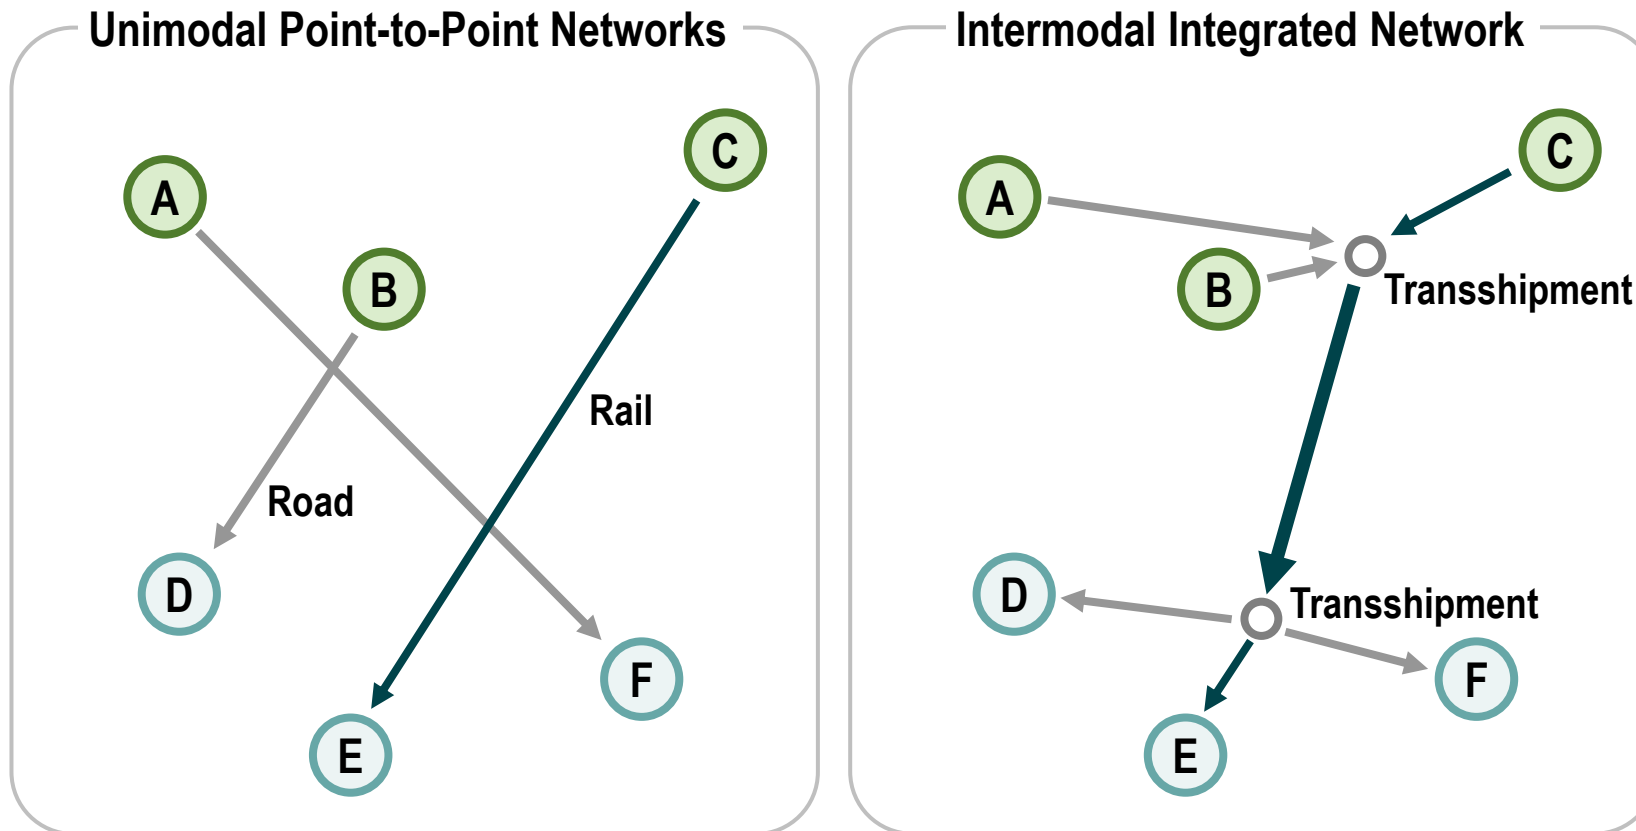 Unimodal Point-to-Point Networks
A
B
C
Rail
Road
D
E
F
Intermodal Integrated Network
A
B
C
Transshipment
D
Transshipment
E
F